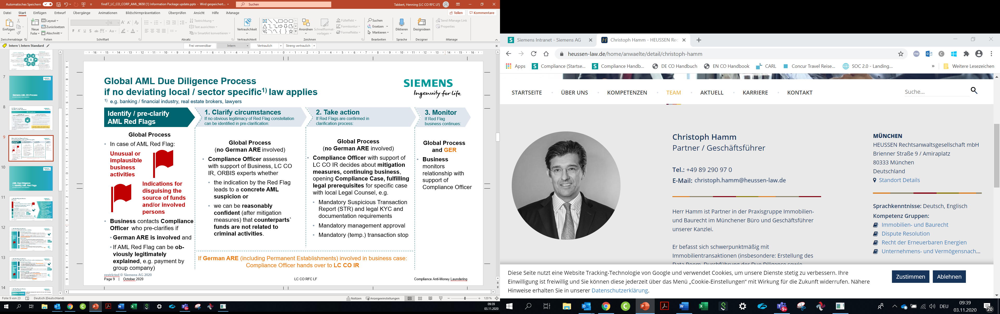 Automatisches Speichern
findIT_LC_CO_CORP_AML_9650 (1) Information Package update.pptx - Wird gespeichert...
Suchen
Tabbert, Henning (LC CO RFC LF)
Datei Start Einfügen Entwurf Übergänge Animationen Bildschirmpräsentation Überprüfen Ansicht Hilfe iManage
Teilen Kommentare
Einfügen
Neue Folie
Layout
Zurücksetzen
Abschnitt
16
F K U S ab AV Aa A
Textrichtung
Text ausrichten
In SmartArt konvertieren
Vertraulichkeit
Anordnen
Schnellformat-
vorlagen
Fülleffekt
Formkontur
Formeffekte
Suchen
Ersetzen
Markieren
Diktieren
Designideen
Send iManage Link
Properties
Zwischenablage Folien Schriftart Absatz Vertraulichkeit Zeichnen Bearbeiten Sprache Designer iManage
Intern \ Intern Standard
Frei verwendbar Intern Vertraulich Streng vertraulich
7
Siemens AML-DD-Process
8
9
10
AML Due Diligence
1. Identify AML Red Flags
11
12
13
14
Global AML Due Diligence Process
if no deviating local / sector specific1) law applies
1) e.g. banking / financial industry, real estate brokers, lawyers
SIEMENS
Ingenuity for life
Identify / pre-clarify
AML Red Flags
1. Clarify circumstances
If no obvious legitimacy of Red Flag constellation
can be identified in pre-clarification:
2. Take action
If Red Flags are confirmed in
clarification process:
3. Monitor
If Red Flag
business continues:
Global Process
• In case of AML Red Flag:
Unusual or
implausible
business
activities
Indications for
disguising the
source of funds
and/or involved
persons
• Business contacts Compliance
Officer who pre-clarifies if
• German ARE is involved and
• If AML Red Flag can be ob-
viously legitimately
explained, e.g. payment by
group company)
Global Process
(no German ARE involved)
• Compliance Officer assesses
with support of Business, LC CO
IR, ORBIS experts whether
• the indication by the Red Flag
leads to a concrete AML
suspicion or
• we can be reasonably
confident (after mitigation
measures) that counterparts`
funds are not related to
criminal activities.
Global Process
(no German ARE involved)
• Compliance Officer with support of
LC CO IR decides about mitigation
measures, continuing business,
opening Compliance Case, fulfilling
legal prerequisites for specific case
with local Legal Counsel, e.g.
• Mandatory Suspicious Transaction
Report (STR) and legal KYC and
documentation requirements
• Mandatory management approval
• Mandatory (temp.) transaction stop
Global Process
and GER
• Business
monitors
relationship with
support of
Compliance Officer
If German ARE (including Permanent Establishments) involved in business case:
Compliance Officer hands over to LC CO IR
restricted © Siemens AG 2020
Page 9 | October 2020
LC CO RFC LF
Compliance Anti-Money Laundering
Folie 9 von 23 Deutsch (Deutschland)
Notizen Anzeigeeinstellungen
120 %
09:39
03.11.2020
Siemens Intranet - Siemens AG
Christoph Hamm - HEUSSEN Rec
heussen-law.de/home/anwaelte/detail/christoph-hamm
Apps Compliance (Startse... Compliance Handb... DE CO Handbuch EN CO Handbook CARL Concur Travel Reise... SOC 2.0 - Landing... » Weitere Lesezeichen
STARTSEITE ÜBER UNS KOMPETENZEN TEAM AKTUELL KARRIERE KONTAKT
Suche...
Christoph Hamm
Partner / Geschäftsführer
Tel.: +49 89 290 97 0
E-Mail: christoph.hamm@heussen-law.de
Herr Hamm ist Partner in der Praxisgruppe Immobilien-
und Baurecht im Münchener Büro und Geschäftsführer
unserer Kanzlei.
Er befasst sich schwerpunktmäßig mit
Immobilientransaktionen (insbesondere: Erstellung des
Data Room, Durchführung der Due Diligence sowie
MÜNCHEN
HEUSSEN Rechtsanwaltsgesellschaft mbH
Brienner Straße 9 / Amiraplatz
80333 München
Deutschland
Standort Details
Sprachkenntnisse: Deutsch, Englisch
Kompetenz Gruppen:
Immobilien- und Baurecht
Dispute Resolution
Recht der Erneuerbaren Energien
Unternehmens- und Vermögensnach...
Diese Seite nutzt eine Website Tracking-Technologie von Google und verwendet Cookies, um unsere Dienste stetig zu verbessern. Ihre
Einwilligung ist freiwillig und Sie können diese jederzeit über das Menü „Cookie-Einstellungen“ mit Wirkung für die Zukunft widerrufen. Nähere
Hinweise erhalten Sie in unserer Datenschutzerklärung.
Zustimmen
Ablehnen
DEU
09:39
03.11.2020
20